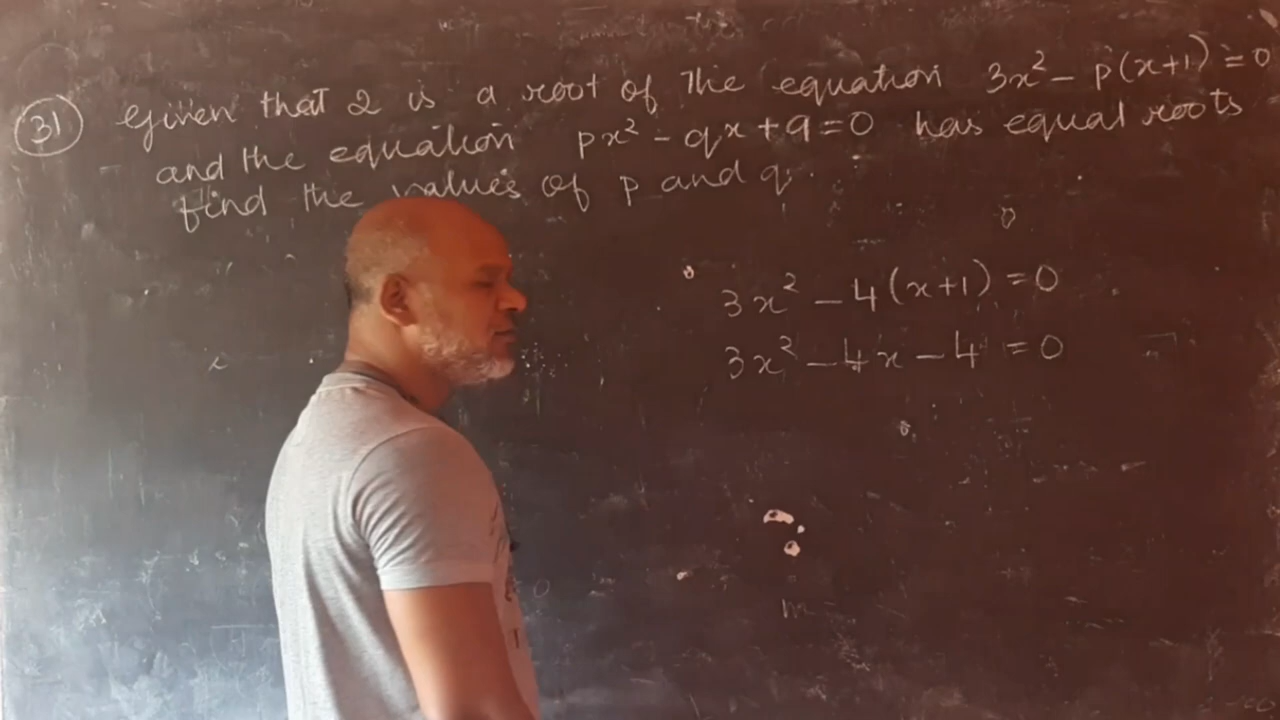 (31) Given that 2 is a root of the equation 3x² - p(x+1) = 0
and the equation px² - qx + 9 = 0 has equal roots
find the values of p and q.
3x² - 4(x+1) = 0
3x² - 4x - 4 = 0